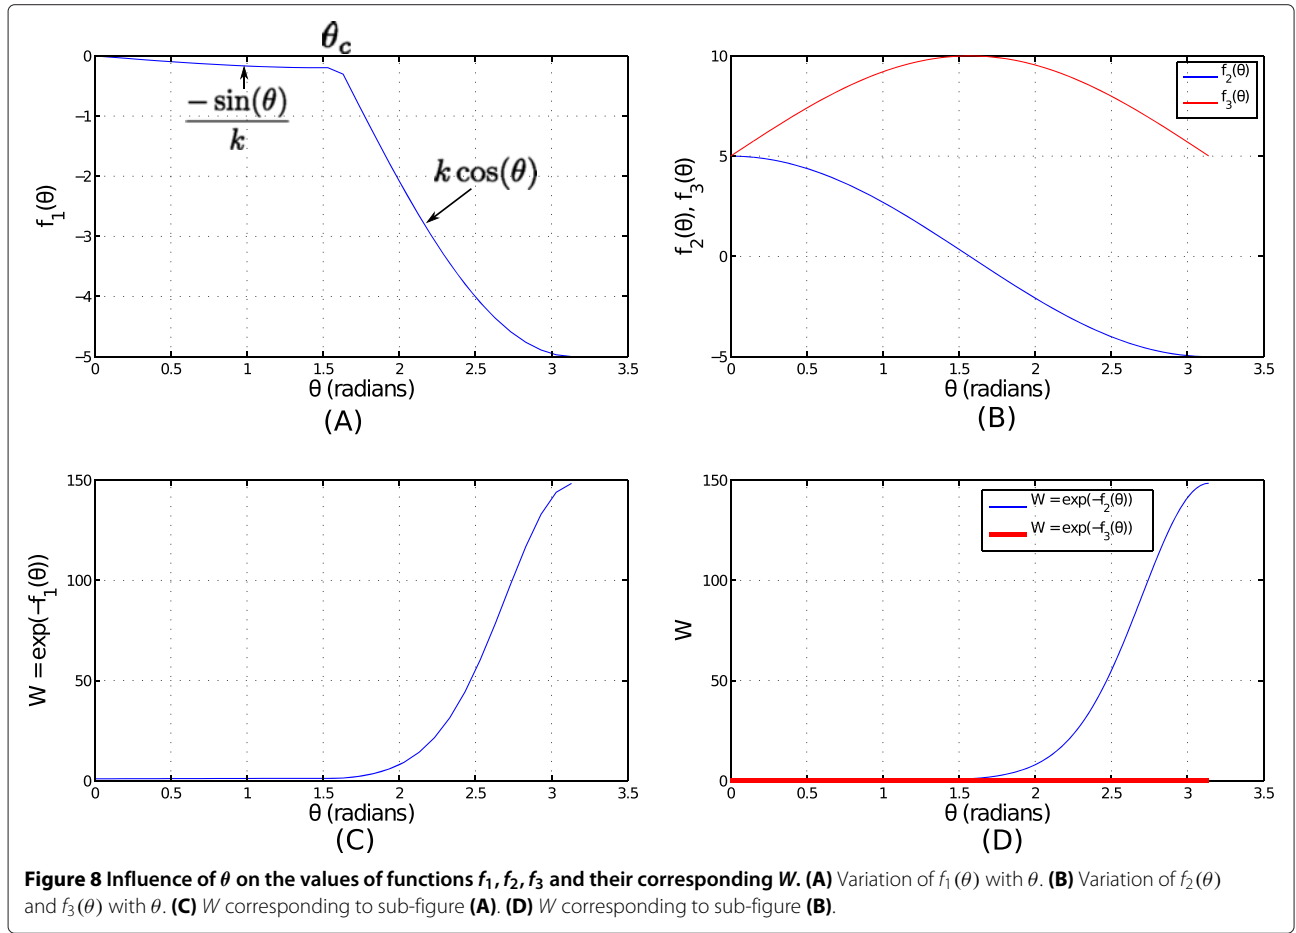 θc
0
−1
−2
−3
−4
−5
f1(θ)
−sin(θ)
k
k cos(θ)
0 0.5 1 1.5 2 2.5 3 3.5
θ (radians)
(A)
10
5
0
−5
f2(θ), f3(θ)
f2(θ)
f3(θ)
0 0.5 1 1.5 2 2.5 3 3.5
θ (radians)
(B)
150
100
50
0
W = exp(−f1(θ))
0 0.5 1 1.5 2 2.5 3 3.5
θ (radians)
(C)
150
100
50
0
W
W = exp(−f2(θ))
W = exp(−f3(θ))
0 0.5 1 1.5 2 2.5 3 3.5
θ (radians)
(D)
Figure 8 Influence of θ on the values of functions f1, f2, f3 and their corresponding W. (A) Variation of f1(θ) with θ. (B) Variation of f2(θ)
and f3(θ) with θ. (C) W corresponding to sub-figure (A). (D) W corresponding to sub-figure (B).